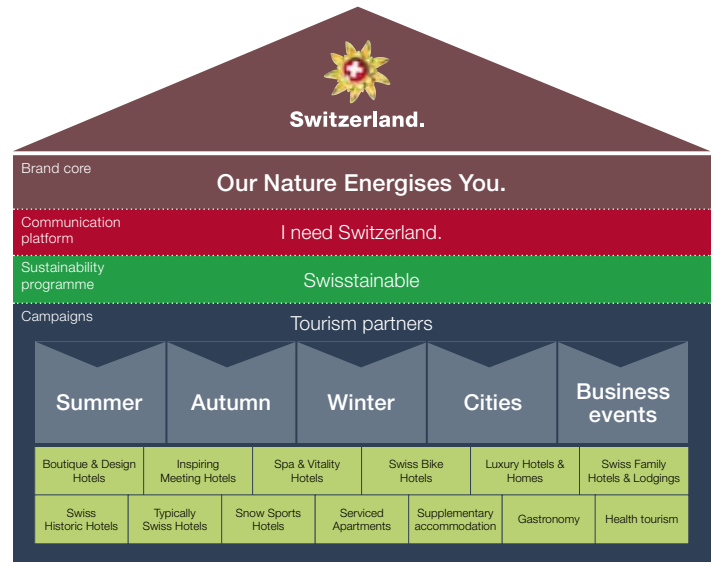 Switzerland.
Brand core
Our Nature Energises You.
Communication
platform
I need Switzerland.
Sustainability
programme
Swisstainable
Campaigns
Tourism partners
Summer
Autumn
Winter
Cities
Business
events
Boutique & Design
Hotels
Inspiring
Meeting Hotels
Spa & Vitality
Hotels
Swiss Bike
Hotels
Luxury Hotels &
Homes
Swiss Family
Hotels & Lodgings
Swiss
Historic Hotels
Typically
Swiss Hotels
Snow Sports
Hotels
Serviced
Apartments
Supplementary
accommodation
Gastronomy
Health tourism